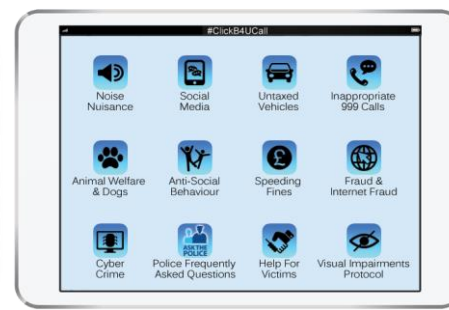 #ClickB4UCall
Noise
Nuisance
Social
Media
Untaxed
Vehicles
Inappropriate
999 Calls
Animal Welfare
& Dogs
Anti-Social
Behaviour
£
Speeding
Fines
Fraud &
Internet Fraud
Cyber
Crime
ASK THE
POLICE
Police Frequently
Asked Questions
Help For
Victims
Visual Impairments
Protocol